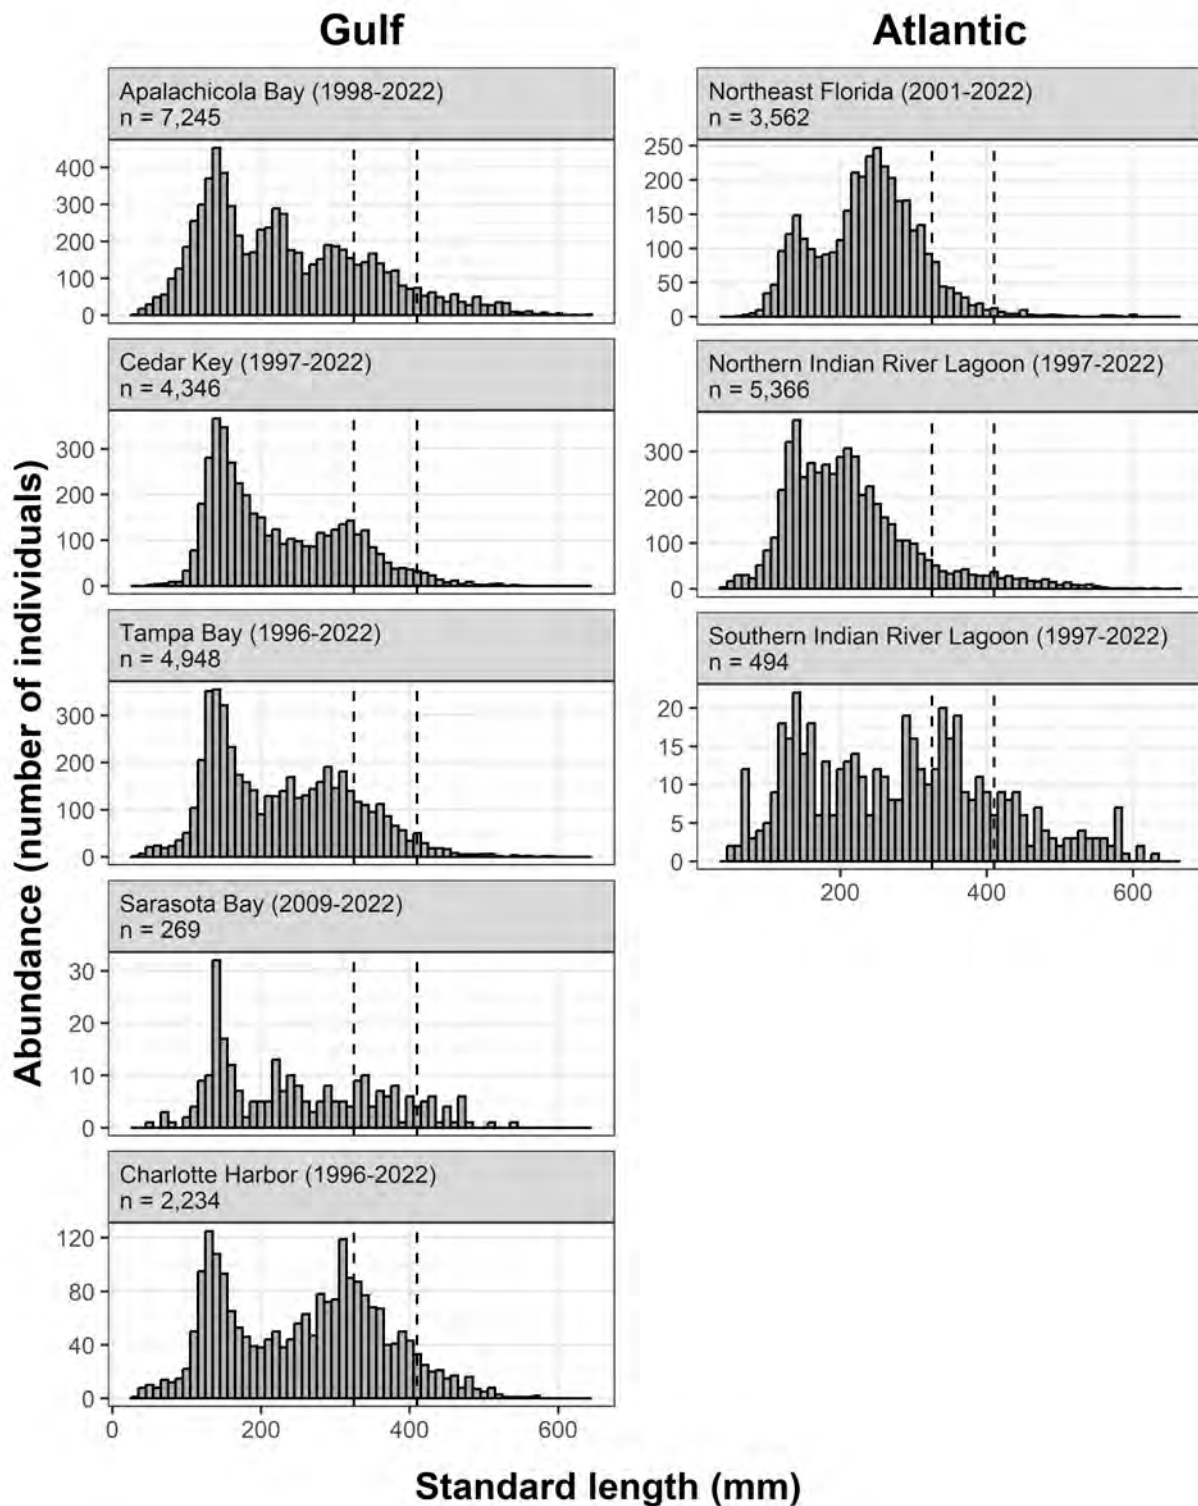 Gulf
Atlantic
Abundance (number of individuals)
Apalachicola Bay (1998-2022)
n = 7,245
400
300
200
100
0
Cedar Key (1997-2022)
n = 4,346
300
200
100
0
Tampa Bay (1996-2022)
n = 4,948
300
200
100
0
Sarasota Bay (2009-2022)
n = 269
30
20
10
0
Charlotte Harbor (1996-2022)
n = 2,234
120
80
40
0
0 200 400 600
Northeast Florida (2001-2022)
n = 3,562
250
200
150
100
50
0
Northern Indian River Lagoon (1997-2022)
n = 5,366
300
200
100
0
Southern Indian River Lagoon (1997-2022)
n = 494
20
15
10
5
0
200 400 600
Standard length (mm)